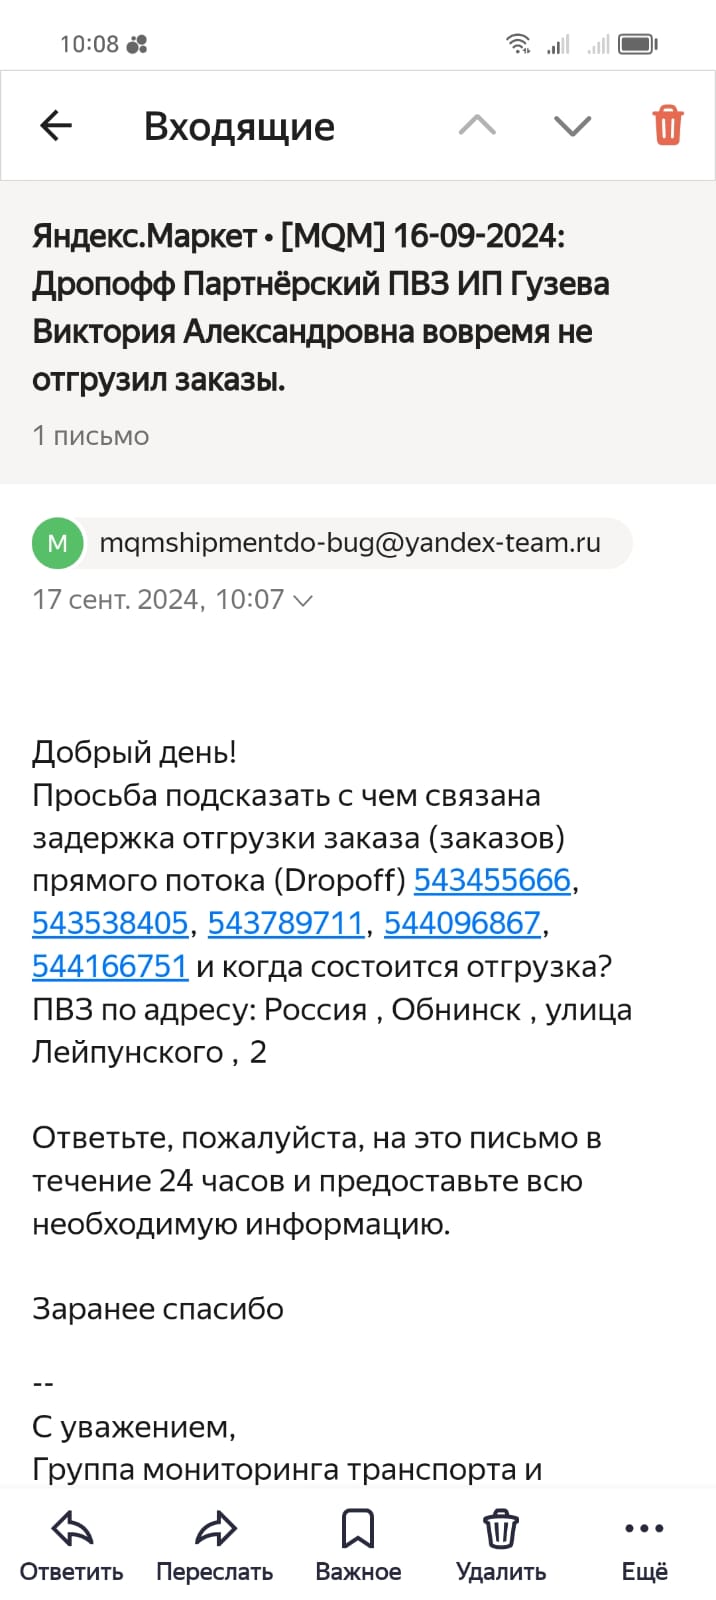 10:08
Входящие
Яндекс.Маркет • [MQM] 16-09-2024:
Дропофф Партнёрский ПВЗ ИП Гузева
Виктория Александровна вовремя не
отгрузил заказы.
1 письмо
M mqmshipmentdo-bug@yandex-team.ru
17 сент. 2024, 10:07
Добрый день!
Просьба подсказать с чем связана
задержка отгрузки заказа (заказов)
прямого потока (Dropoff) 543455666,
543538405, 543789711, 544096867,
544166751 и когда состоится отгрузка?
ПВЗ по адресу: Россия , Обнинск , улица
Лейпунского , 2
Ответьте, пожалуйста, на это письмо в
течение 24 часов и предоставьте всю
необходимую информацию.
Заранее спасибо
--
С уважением,
Группа мониторинга транспорта и
Ответить Переслать Важное Удалить Ещё